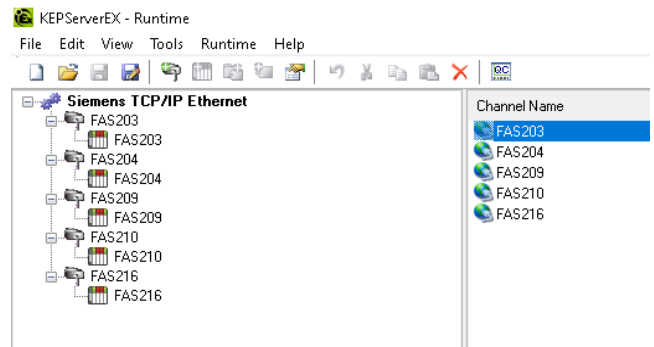 KEPServerEX - Runtime
File Edit View Tools Runtime Help
Siemens TCP/IP Ethernet
FAS203
FAS203
FAS204
FAS204
FAS209
FAS209
FAS210
FAS210
FAS216
FAS216
Channel Name
FAS203
FAS204
FAS209
FAS210
FAS216
QC